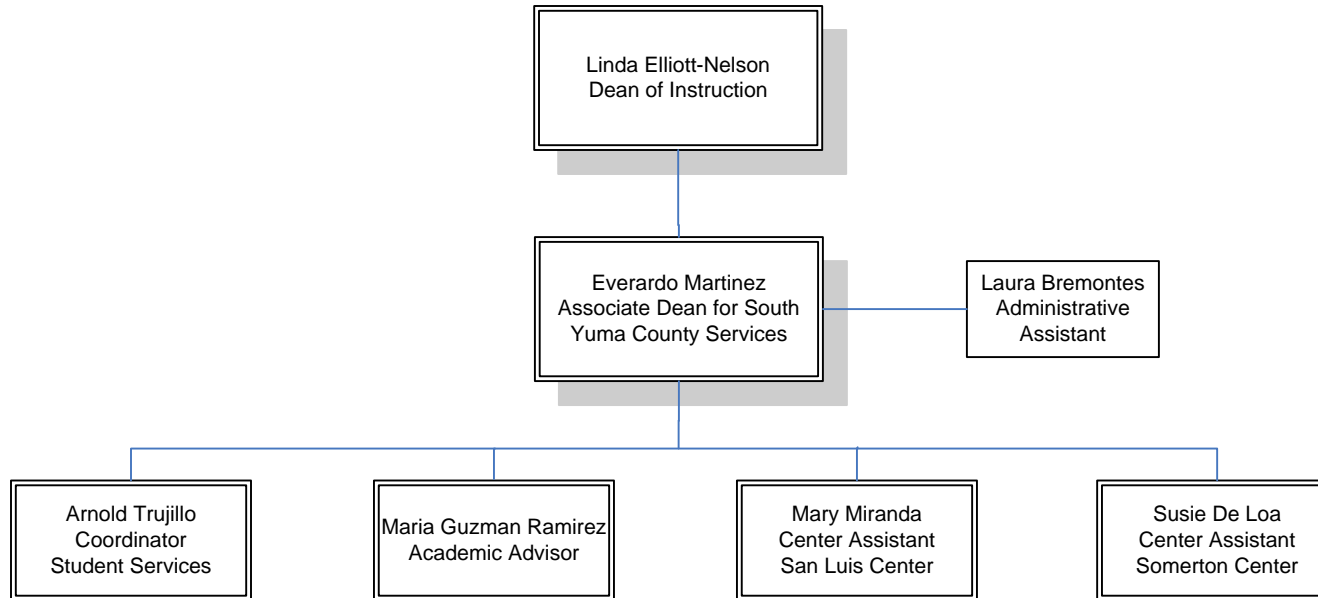 Linda Elliott-Nelson
Dean of Instruction
Everardo Martinez
Associate Dean for South
Yuma County Services
Laura Bremontes
Administrative
Assistant
Arnold Trujillo
Coordinator
Student Services
Maria Guzman Ramirez
Academic Advisor
Mary Miranda
Center Assistant
San Luis Center
Susie De Loa
Center Assistant
Somerton Center